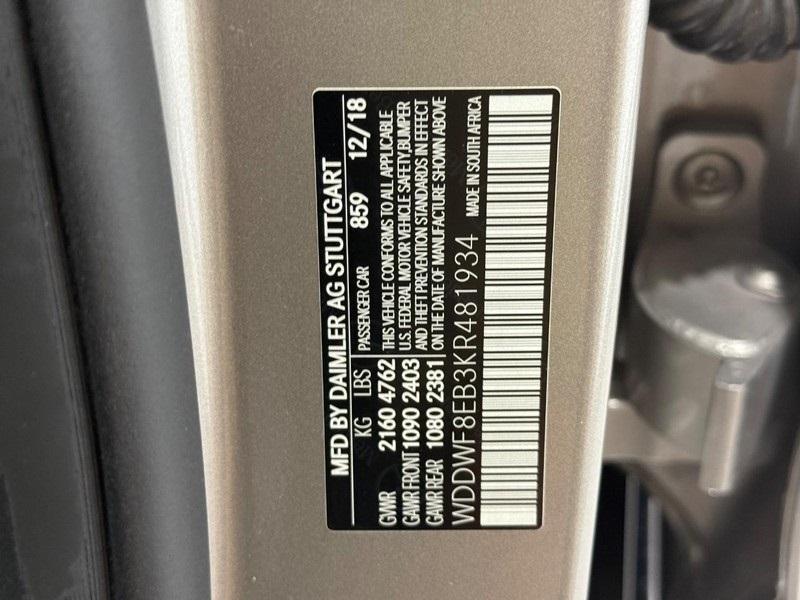 MFD BY DAIMLER AG STUTTGART
KG LBS PASSENGER CAR 859 12/18
GWR 2160 4762 THIS VEHICLE CONFORMS TO ALL APPLICABLE
GAWR FRONT 1090 2403 U.S. FEDERAL MOTOR VEHICLE SAFETY,BUMPER
AND THEFT PREVENTION STANDARDS IN EFFECT
GAWR REAR 1080 2381 ON THE DATE OF MANUFACTURE SHOWN ABOVE
WDDWF8EB3KR481934 MADE IN SOUTH AFRICA